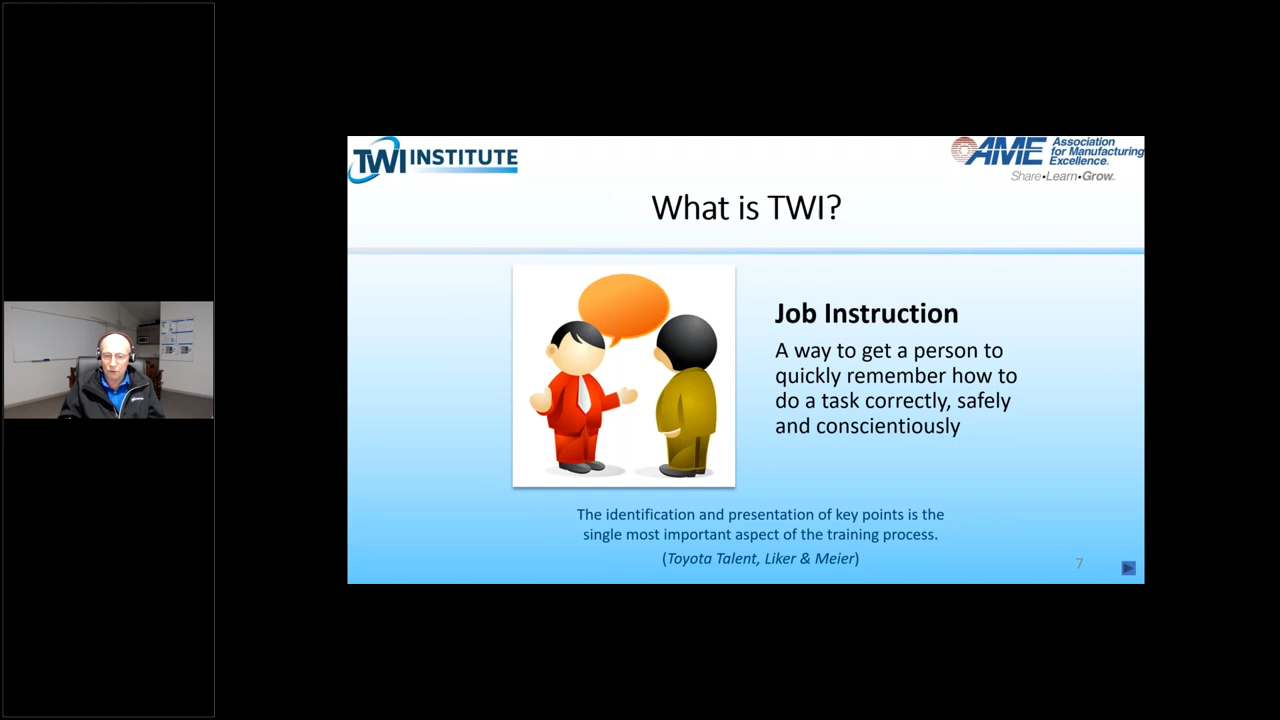 TWI INSTITUTE
AME Association
for Manufacturing
Excellence.
Share•Learn•Grow.
What is TWI?
Job Instruction
A way to get a person to
quickly remember how to
do a task correctly, safely
and conscientiously
The identification and presentation of key points is the
single most important aspect of the training process.
(Toyota Talent, Liker & Meier)
7